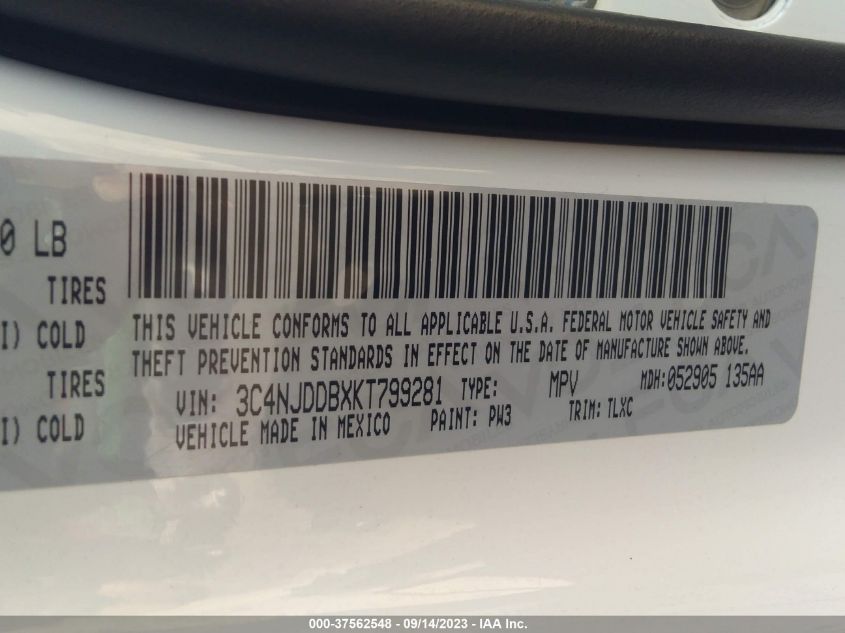 0 LB
TIRES
I) COLD
TIRES
I) COLD
THIS VEHICLE CONFORMS TO ALL APPLICABLE U.S.A. FEDERAL MOTOR VEHICLE SAFETY AND
THEFT PREVENTION STANDARDS IN EFFECT ON THE DATE OF MANUFACTURE SHOWN ABOVE.
VIN: 3C4NJDDBXKT799281 TYPE: MPV MDH:052905 135AA
VEHICLE MADE IN MEXICO PAINT: PW3 TRIM: TLXC
000-37562548 - 09/14/2023 - IAA Inc.